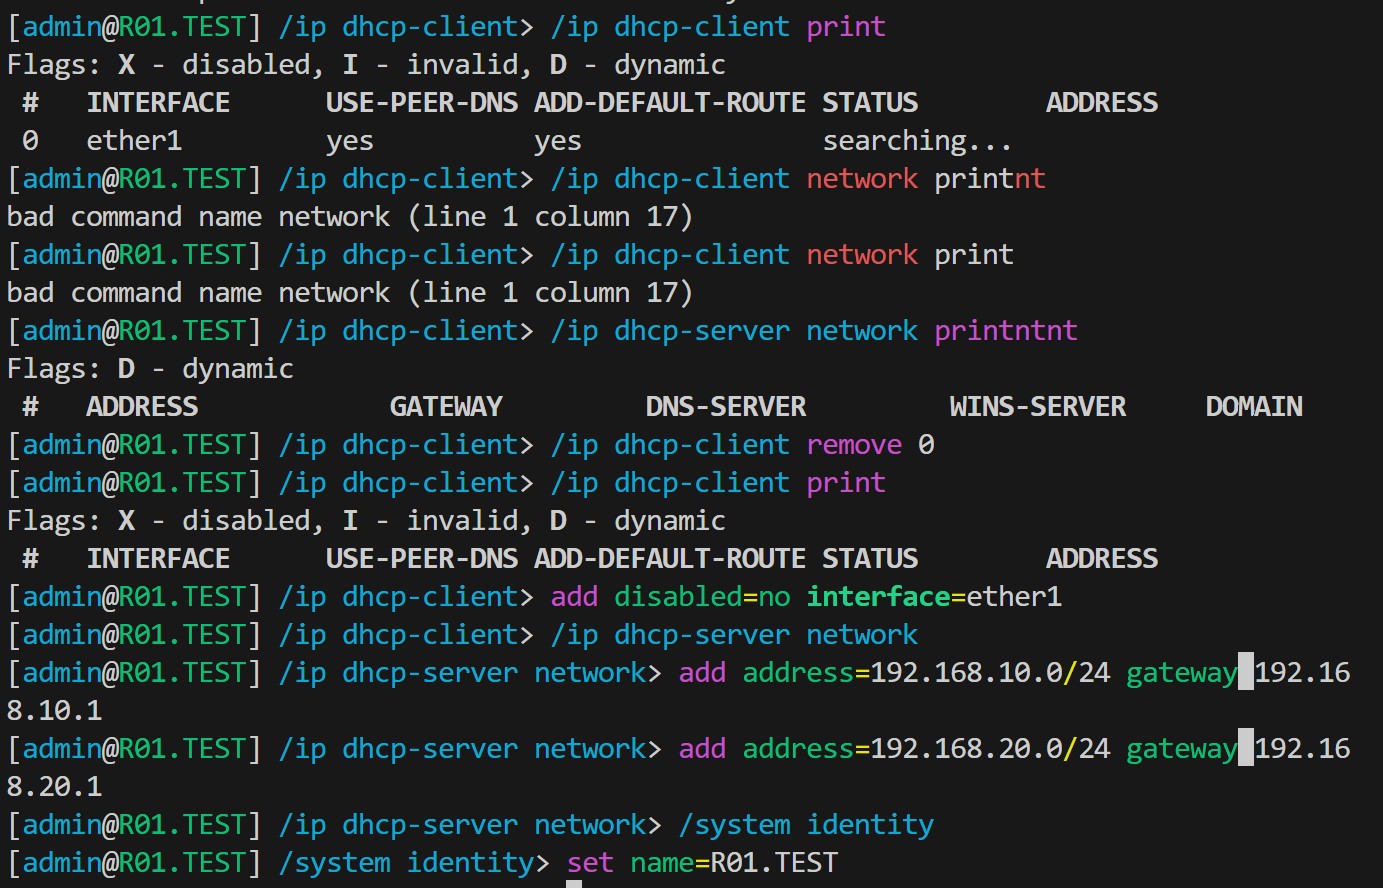 [admin@R01.TEST] /ip dhcp-client> /ip dhcp-client print
Flags: X - disabled, I - invalid, D - dynamic
 #   INTERFACE      USE-PEER-DNS ADD-DEFAULT-ROUTE STATUS        ADDRESS
 0   ether1         yes          yes               searching...
[admin@R01.TEST] /ip dhcp-client> /ip dhcp-client network printnt
bad command name network (line 1 column 17)
[admin@R01.TEST] /ip dhcp-client> /ip dhcp-client network print
bad command name network (line 1 column 17)
[admin@R01.TEST] /ip dhcp-client> /ip dhcp-server network printntnt
Flags: D - dynamic
 #   ADDRESS            GATEWAY         DNS-SERVER         WINS-SERVER     DOMAIN
[admin@R01.TEST] /ip dhcp-client> /ip dhcp-client remove 0
[admin@R01.TEST] /ip dhcp-client> /ip dhcp-client print
Flags: X - disabled, I - invalid, D - dynamic
 #   INTERFACE      USE-PEER-DNS ADD-DEFAULT-ROUTE STATUS        ADDRESS
[admin@R01.TEST] /ip dhcp-client> add disabled=no interface=ether1
[admin@R01.TEST] /ip dhcp-client> /ip dhcp-server network
[admin@R01.TEST] /ip dhcp-server network> add address=192.168.10.0/24 gateway 192.16
8.10.1
[admin@R01.TEST] /ip dhcp-server network> add address=192.168.20.0/24 gateway 192.16
8.20.1
[admin@R01.TEST] /ip dhcp-server network> /system identity
[admin@R01.TEST] /system identity> set name=R01.TEST